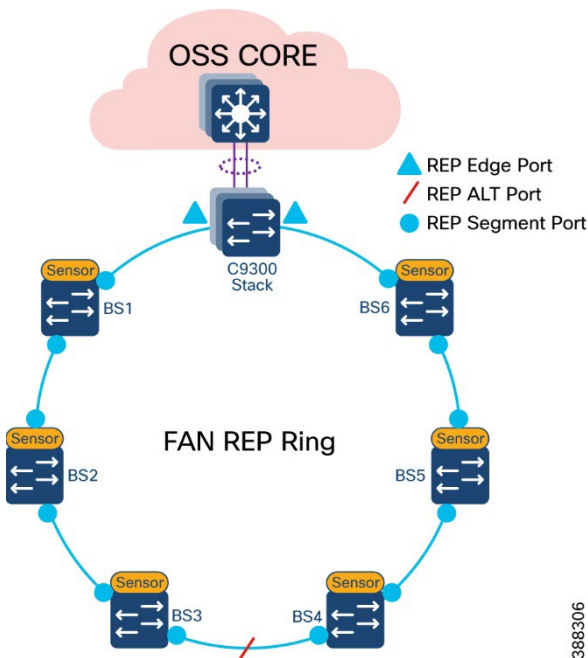 OSS CORE
REP Edge Port
REP ALT Port
REP Segment Port
C9300
Stack
Sensor
BS1
Sensor
BS6
Sensor
BS2
FAN REP Ring
Sensor
BS5
Sensor
BS3
Sensor
BS4
388306